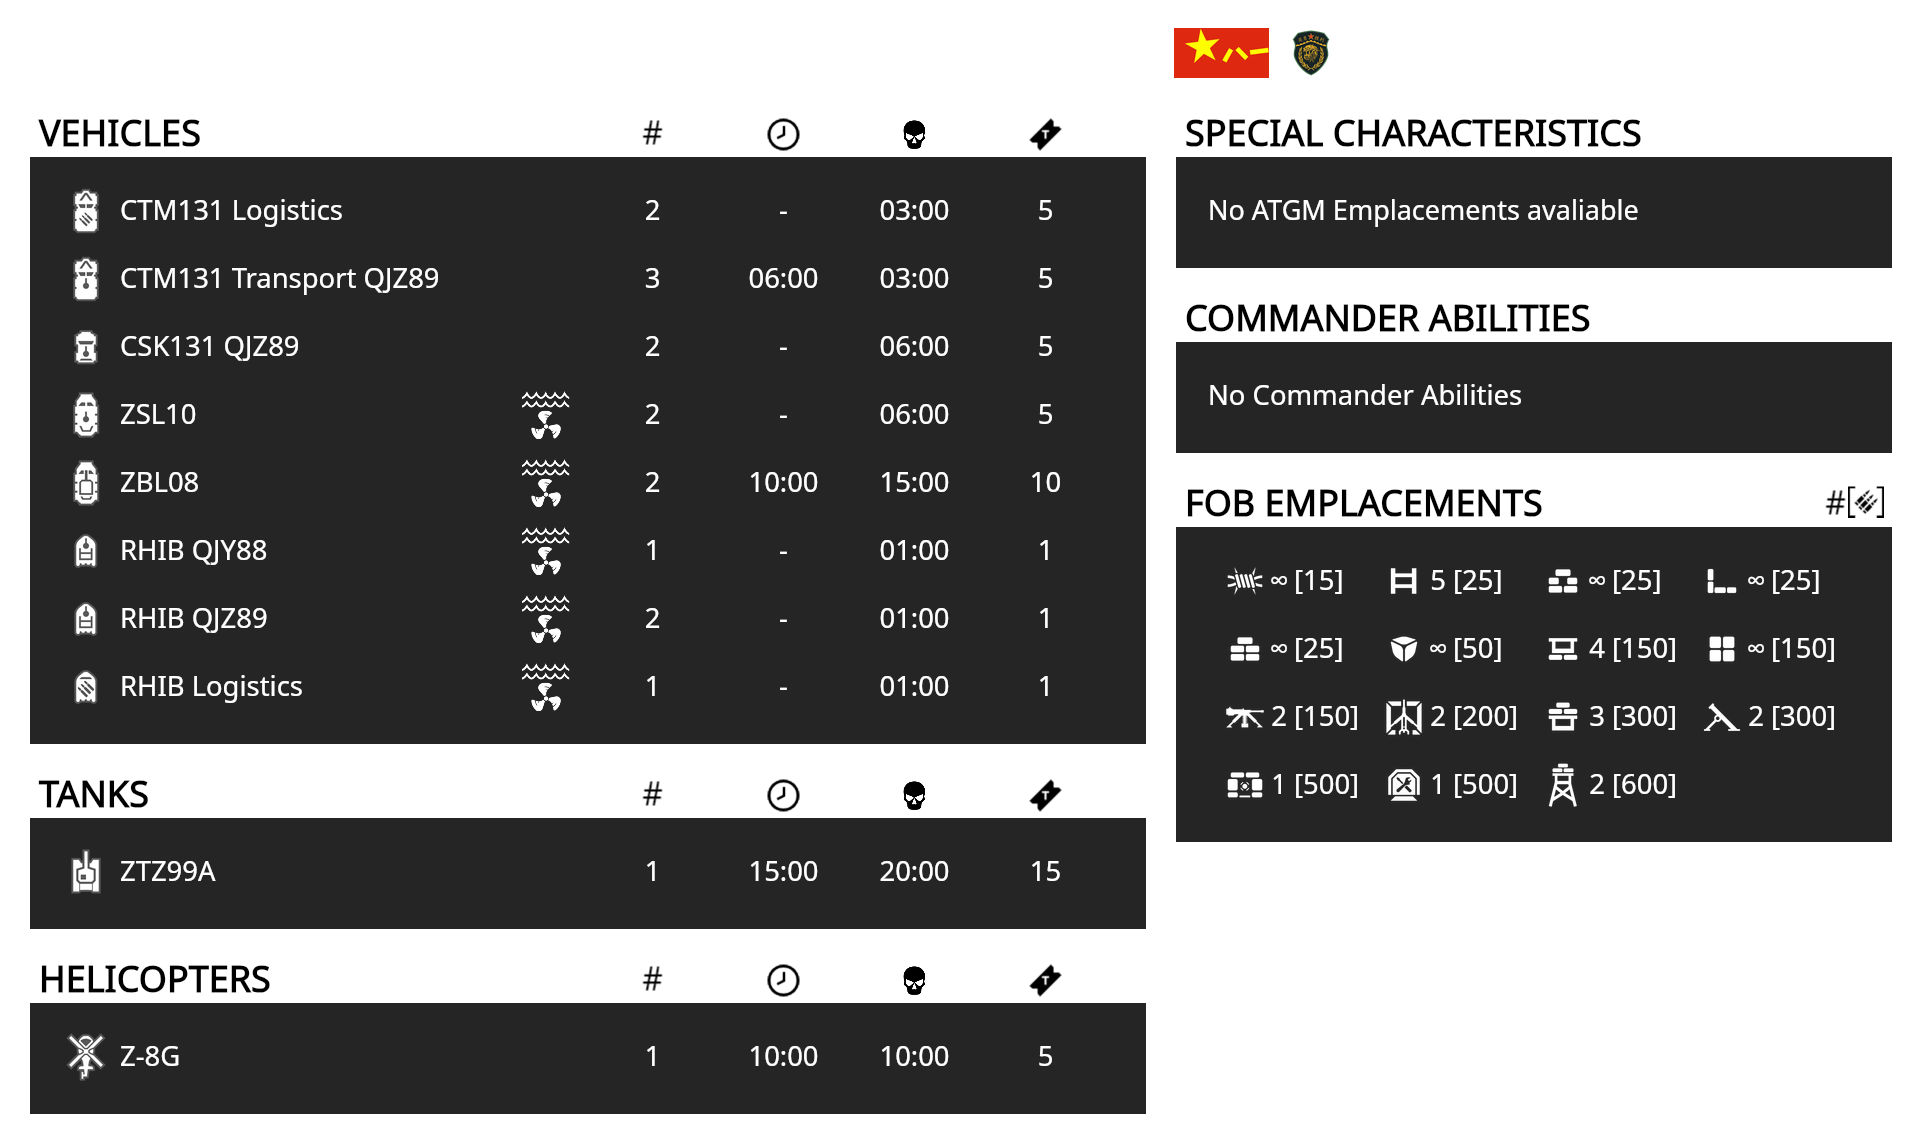 八一
VEHICLES #
CTM131 Logistics 2 - 03:00 5
CTM131 Transport QJZ89 3 06:00 03:00 5
CSK131 QJZ89 2 - 06:00 5
ZSL10 2 - 06:00 5
ZBL08 2 10:00 15:00 10
RHIB QJY88 1 - 01:00 1
RHIB QJZ89 2 - 01:00 1
RHIB Logistics 1 - 01:00 1
TANKS #
ZTZ99A 1 15:00 20:00 15
HELICOPTERS #
Z-8G 1 10:00 10:00 5
SPECIAL CHARACTERISTICS
No ATGM Emplacements avaliable
COMMANDER ABILITIES
No Commander Abilities
FOB EMPLACEMENTS #[ ]
∞ [15] 5 [25] ∞ [25] ∞ [25]
∞ [25] ∞ [50] 4 [150] ∞ [150]
2 [150] 2 [200] 3 [300] 2 [300]
1 [500] 1 [500] 2 [600]